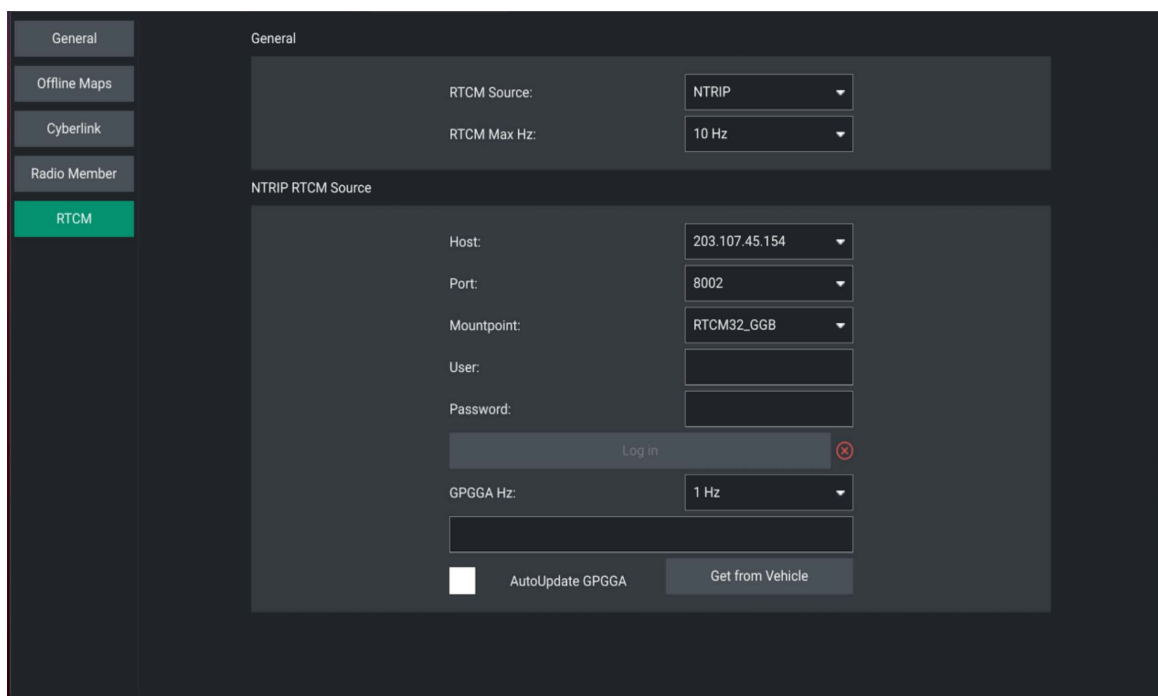 General
Offline Maps
Cyberlink
Radio Member
RTCM
General
RTCM Source: NTRIP
RTCM Max Hz: 10 Hz
NTRIP RTCM Source
Host: 203.107.45.154
Port: 8002
Mountpoint: RTCM32_GGB
User:
Password:
Log in
GPGGA Hz: 1 Hz
AutoUpdate GPGGA Get from Vehicle